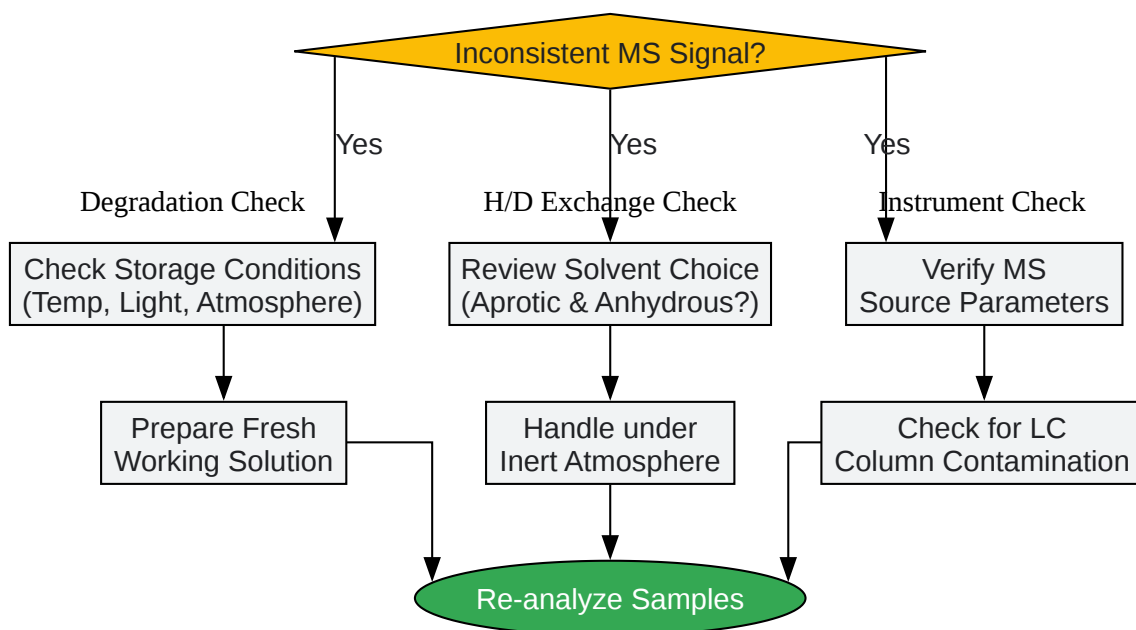 Inconsistent MS Signal?
Yes
Yes
Yes
Degradation Check
H/D Exchange Check
Instrument Check
Check Storage Conditions
(Temp, Light, Atmosphere)
Review Solvent Choice
(Aprotic & Anhydrous?)
Verify MS
Source Parameters
Prepare Fresh
Working Solution
Handle under
Inert Atmosphere
Check for LC
Column Contamination
Re-analyze Samples